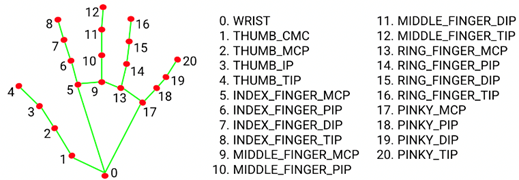 0. WRIST
1. THUMB_CMC
2. THUMB_MCP
3. THUMB_IP
4. THUMB_TIP
5. INDEX_FINGER_MCP
6. INDEX_FINGER_PIP
7. INDEX_FINGER_DIP
8. INDEX_FINGER_TIP
9. MIDDLE_FINGER_MCP
10. MIDDLE_FINGER_PIP
11. MIDDLE_FINGER_DIP
12. MIDDLE_FINGER_TIP
13. RING_FINGER_MCP
14. RING_FINGER_PIP
15. RING_FINGER_DIP
16. RING_FINGER_TIP
17. PINKY_MCP
18. PINKY_PIP
19. PINKY_DIP
20. PINKY_TIP
12
8
16
7
11
15
20
6
10
14
19
4
5
9
13
18
3
17
2
1
0